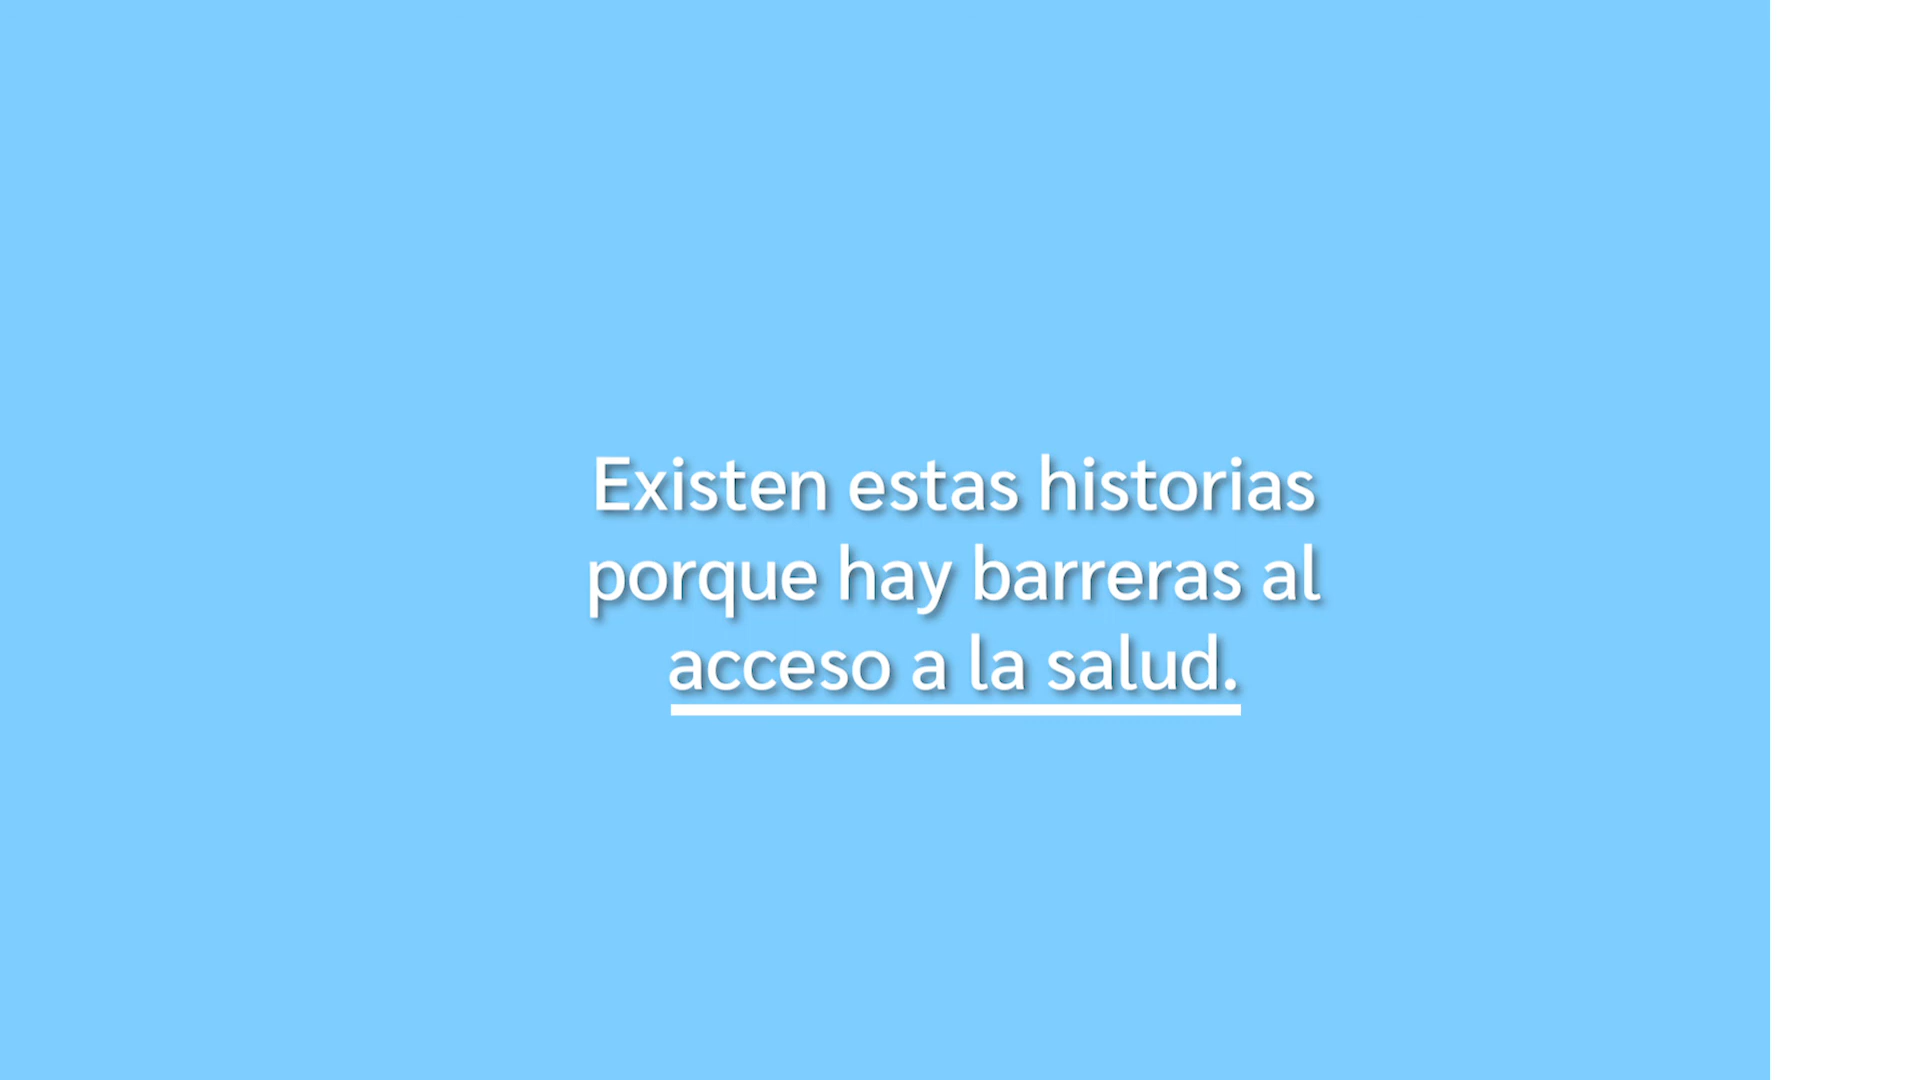 Existen estas historias
porque hay barreras al
acceso a la salud.